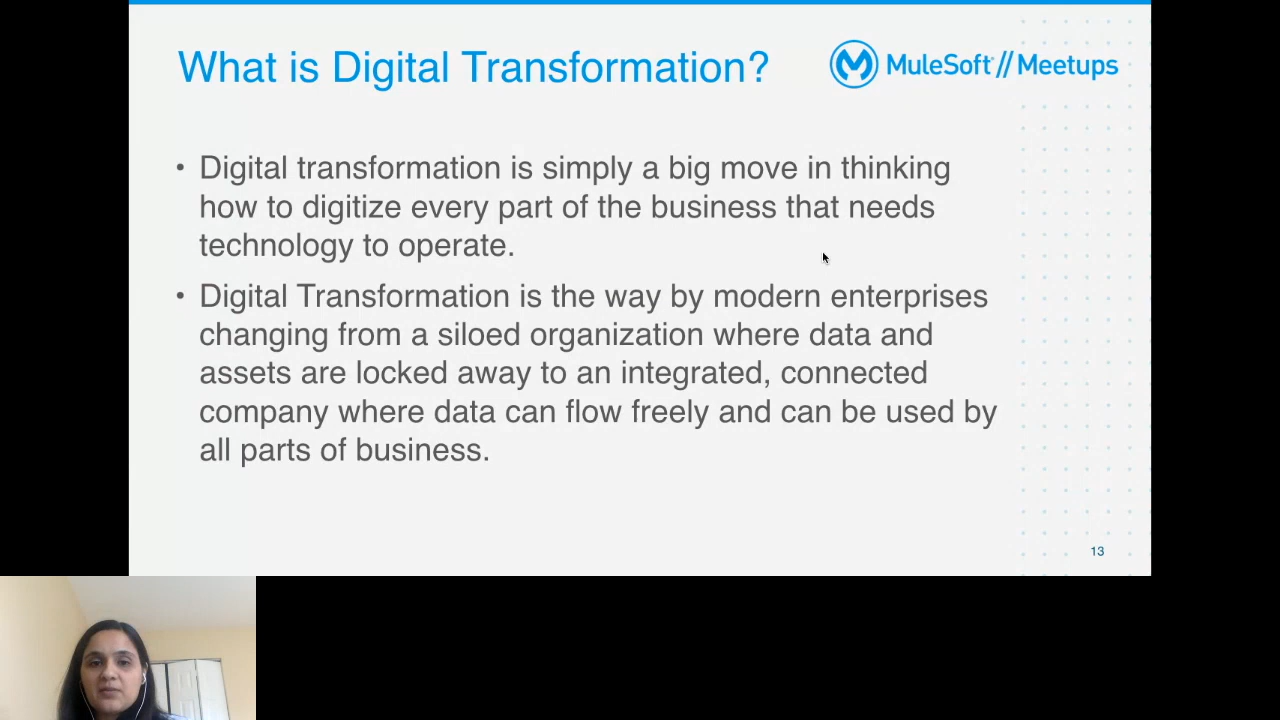 What is Digital Transformation?
MuleSoft // Meetups
• Digital transformation is simply a big move in thinking
how to digitize every part of the business that needs
technology to operate.
• Digital Transformation is the way by modern enterprises
changing from a siloed organization where data and
assets are locked away to an integrated, connected
company where data can flow freely and can be used by
all parts of business.
13